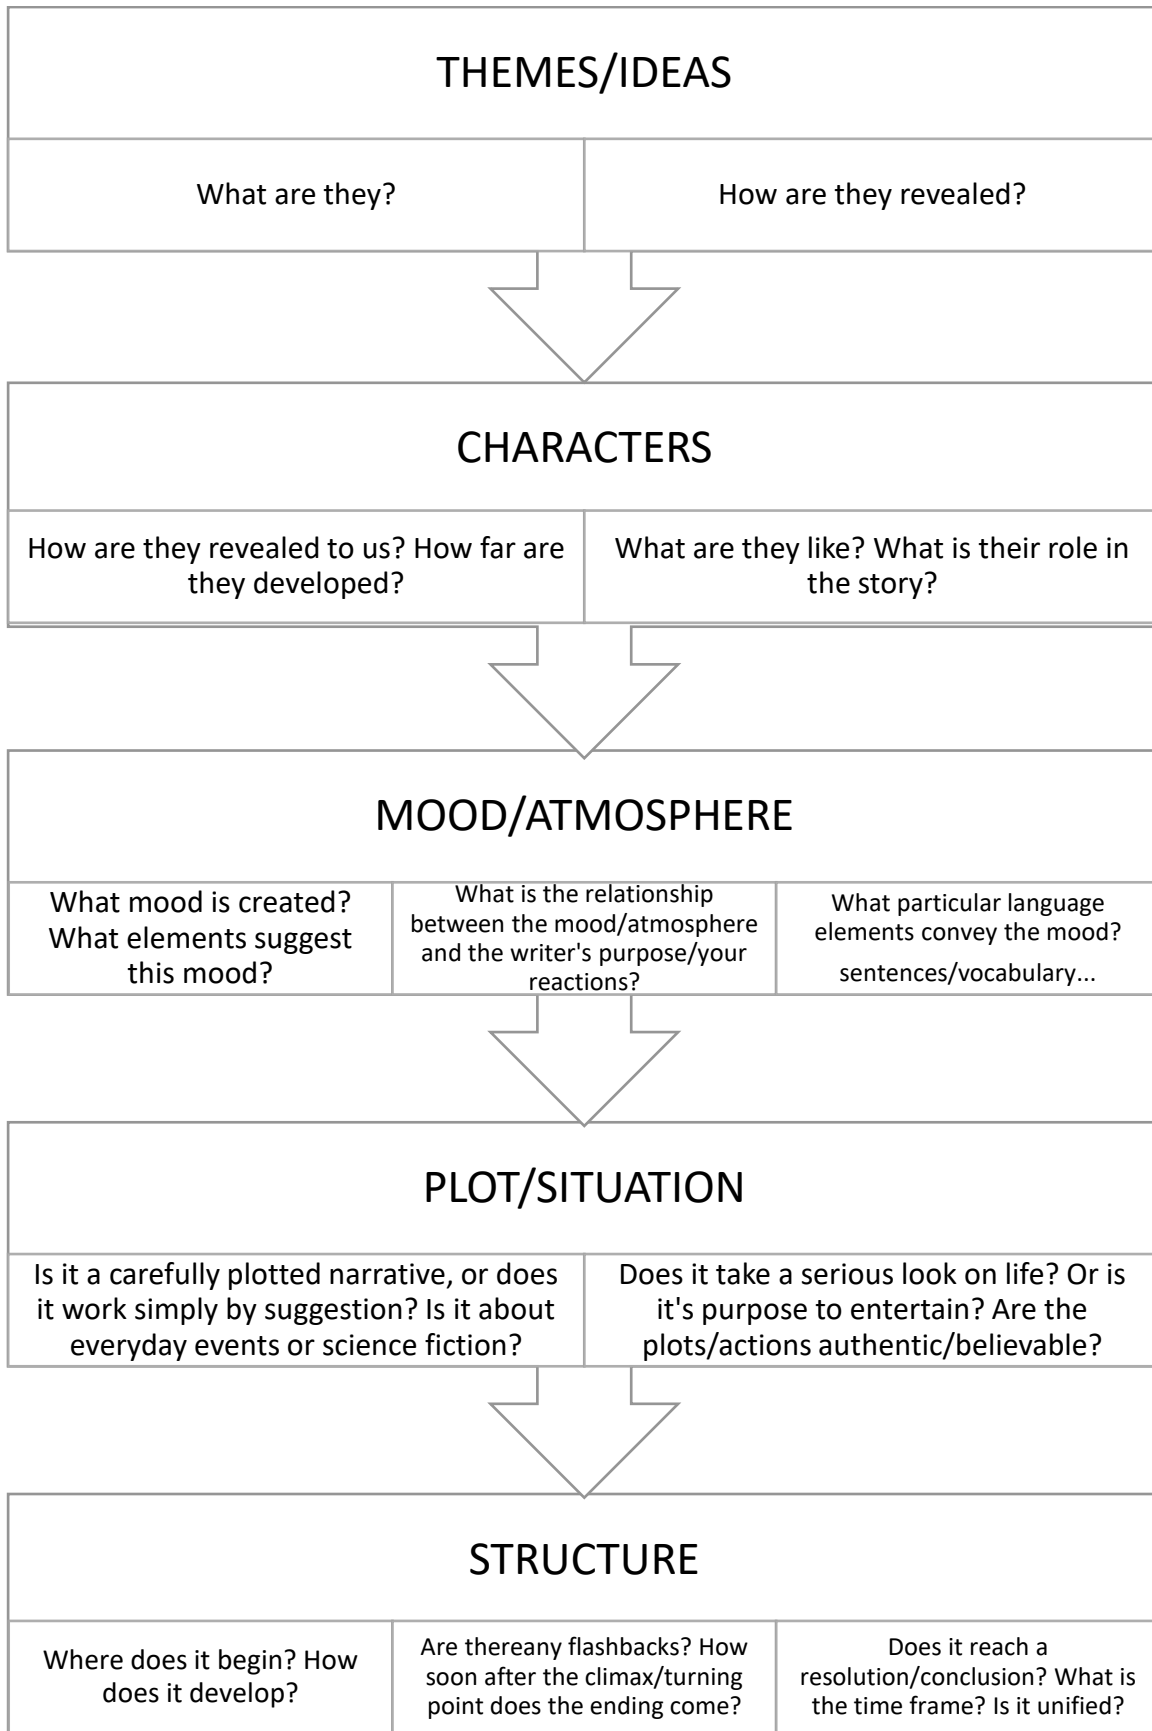 THEMES/IDEAS
What are they?
How are they revealed?
CHARACTERS
How are they revealed to us? How far are
they developed?
What are they like? What is their role in
the story?
MOOD/ATMOSPHERE
What mood is created?
What elements suggest
this mood?
What is the relationship
between the mood/atmosphere
and the writer's purpose/your
reactions?
What particular language
elements convey the mood?
sentences/vocabulary...
PLOT/SITUATION
Is it a carefully plotted narrative, or does
it work simply by suggestion? Is it about
everyday events or science fiction?
Does it take a serious look on life? Or is
it's purpose to entertain? Are the
plots/actions authentic/believable?
STRUCTURE
Where does it begin? How
does it develop?
Are thereany flashbacks? How
soon after the climax/turning
point does the ending come?
Does it reach a
resolution/conclusion? What is
the time frame? Is it unified?